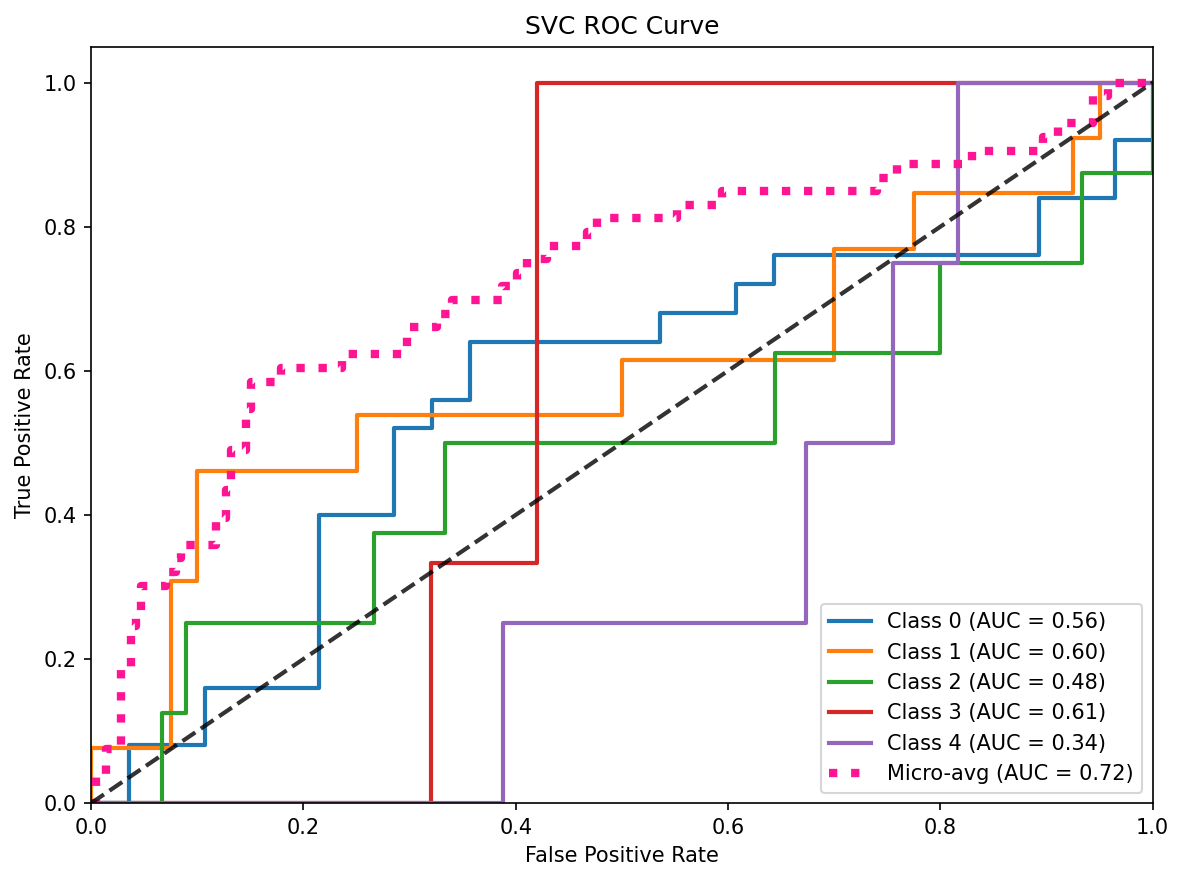 SVC ROC Curve
True Positive Rate
1.0
0.8
0.6
0.4
0.2
0.0
0.0 0.2 0.4 0.6 0.8 1.0
False Positive Rate
Class 0 (AUC = 0.56)
Class 1 (AUC = 0.60)
Class 2 (AUC = 0.48)
Class 3 (AUC = 0.61)
Class 4 (AUC = 0.34)
Micro-avg (AUC = 0.72)